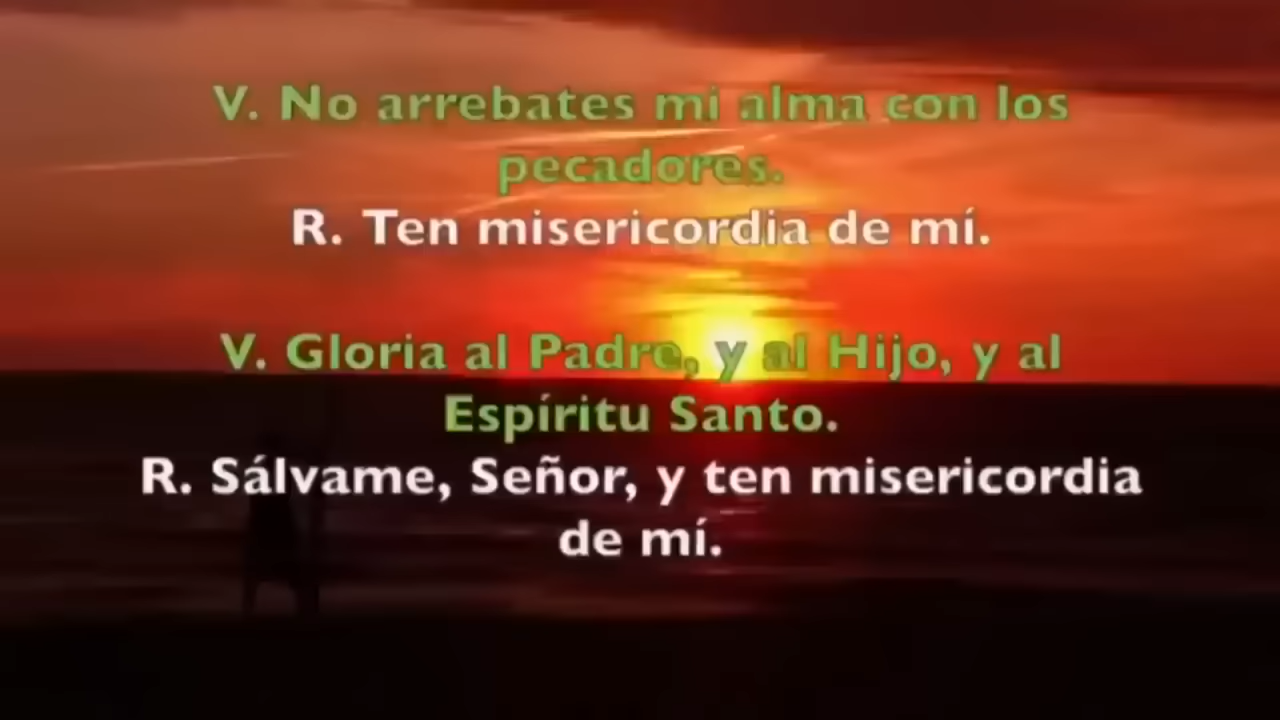 V. No arrebates mi alma con los
pecadores.
R. Ten misericordia de mí.
V. Gloria al Padre, y al Hijo, y al
Espíritu Santo.
R. Sálvame, Señor, y ten misericordia
de mí.